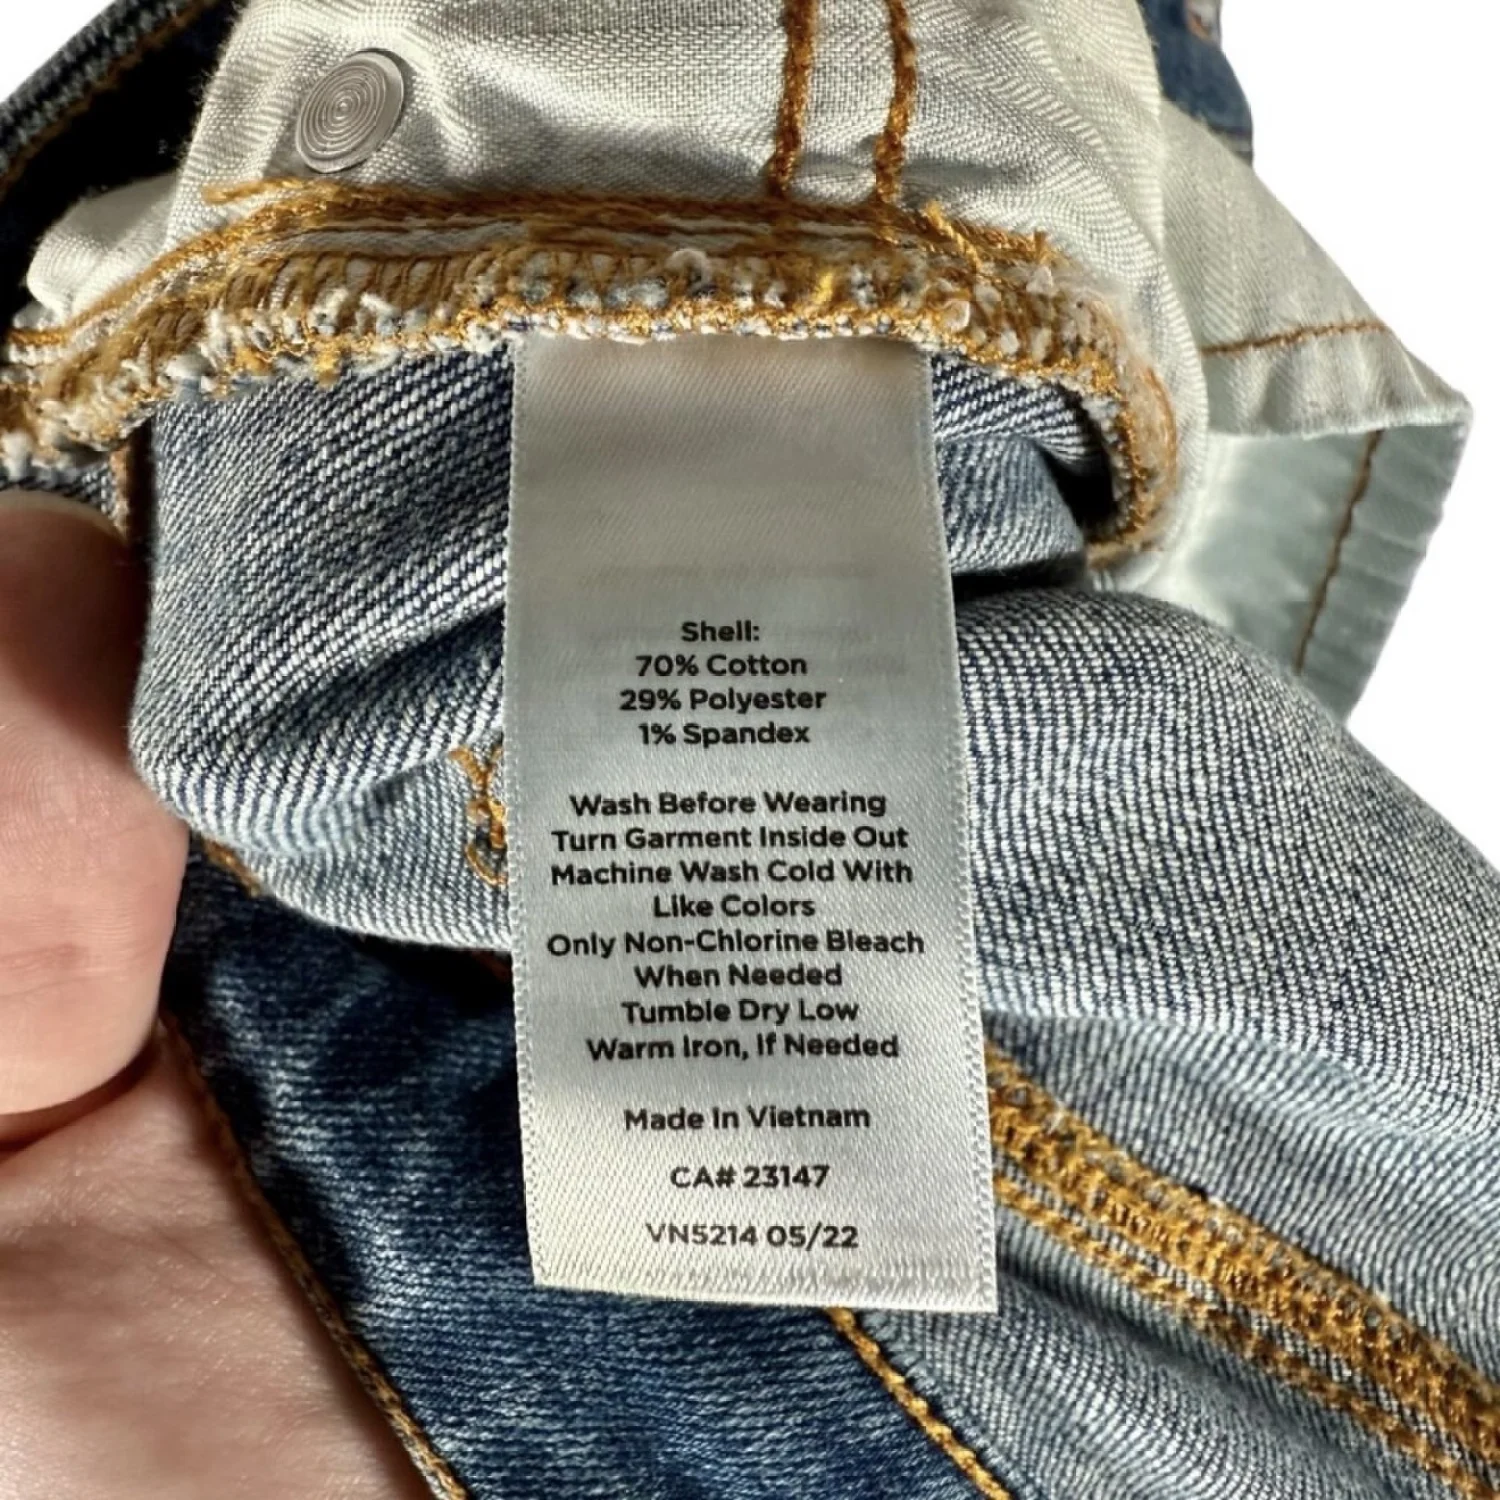 Shell:
70% Cotton
29% Polyester
1% Spandex
Wash Before Wearing
Turn Garment Inside Out
Machine Wash Cold With
Like Colors
Only Non-Chlorine Bleach
When Needed
Tumble Dry Low
Warm Iron, If Needed
Made In Vietnam
CA# 23147
VN5214 05/22